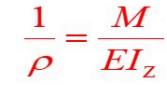 1/ρ = M/EI_z